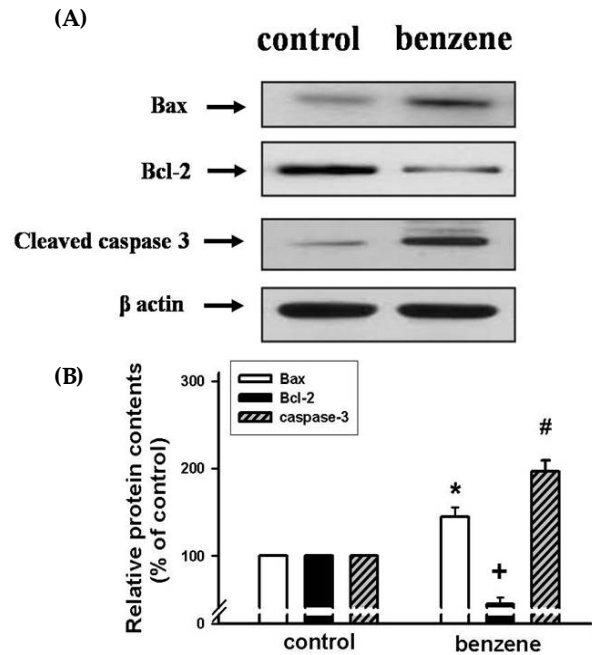 (A)
control benzene
Bax
Bcl-2
Cleaved caspase 3
β actin
(B)
Relative protein contents
(% of control)
300
200
100
0
Bax
Bcl-2
caspase-3
*
+
#
control
benzene